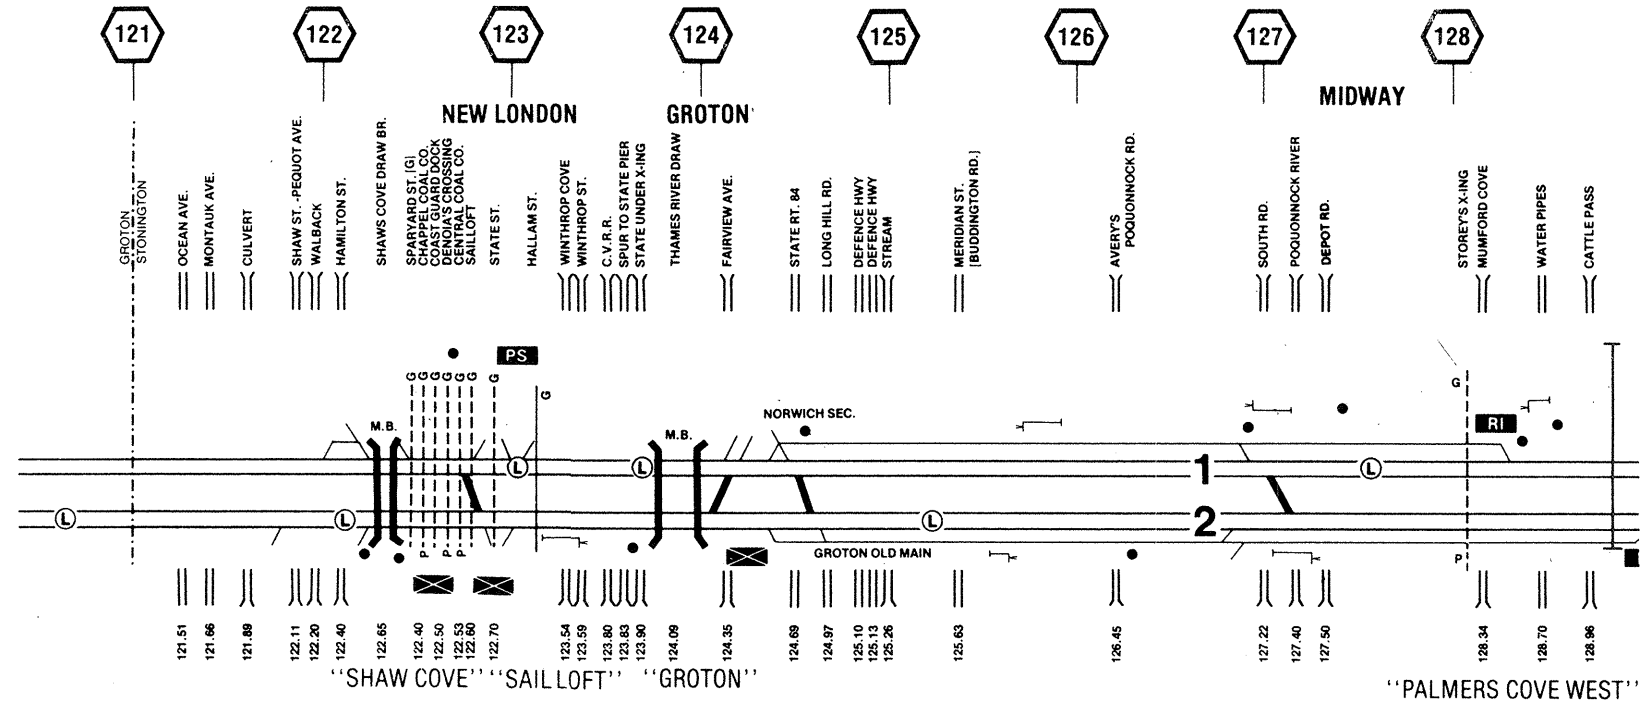 121 122 123 124 125 126 127 128
NEW LONDON GROTON MIDWAY
GROTON
STONINGTON
OCEAN AVE.
MONTAUK AVE.
CULVERT
SHAW ST. -PEQUOT AVE.
WALBACK
HAMILTON ST.
SHAWS COVE DRAW BR.
SPARYARD ST. [G]
CHAPPEL COAL CO.
COAST GUARD DOCK
DENOIA'S CROSSING
CENTRAL COAL CO.
SAILLOFT
STATE ST.
HALLAM ST.
WINTHROP COVE
WINTHROP ST.
C.V.R.R.
SPUR TO STATE PIER
STATE UNDER X-ING
THAMES RIVER DRAW
FAIRVIEW AVE.
STATE RT. 84
LONG HILL RD.
DEFENCE HWY
DEFENCE HWY
STREAM
MERIDIAN ST.
[BUDDINGTON RD.]
AVERY'S
POQUONINOCK RD.
SOUTH RD.
POQUONINOCK RIVER
DEPOT RD.
STOREY'S X-ING
MUMFORD COVE
WATER PIPES
CATTLE PASS
PS
G G G G G G G G
G
M.B. M.B.
NORWICH SEC.
RI
L L L
1
L L L
2
P P P
GROTON OLD MAIN
P
121.51
121.66
121.89
122.11
122.20
122.40
122.65
122.40
122.50
122.53
122.60
122.70
123.54
123.59
123.80
123.83
123.90
124.09
124.35
124.69
124.97
125.10
125.13
125.26
125.63
126.45
127.22
127.40
127.50
128.34
128.70
128.96
"SHAW COVE" "SAIL LOFT" "GROTON"
"PALMERS COVE WEST"